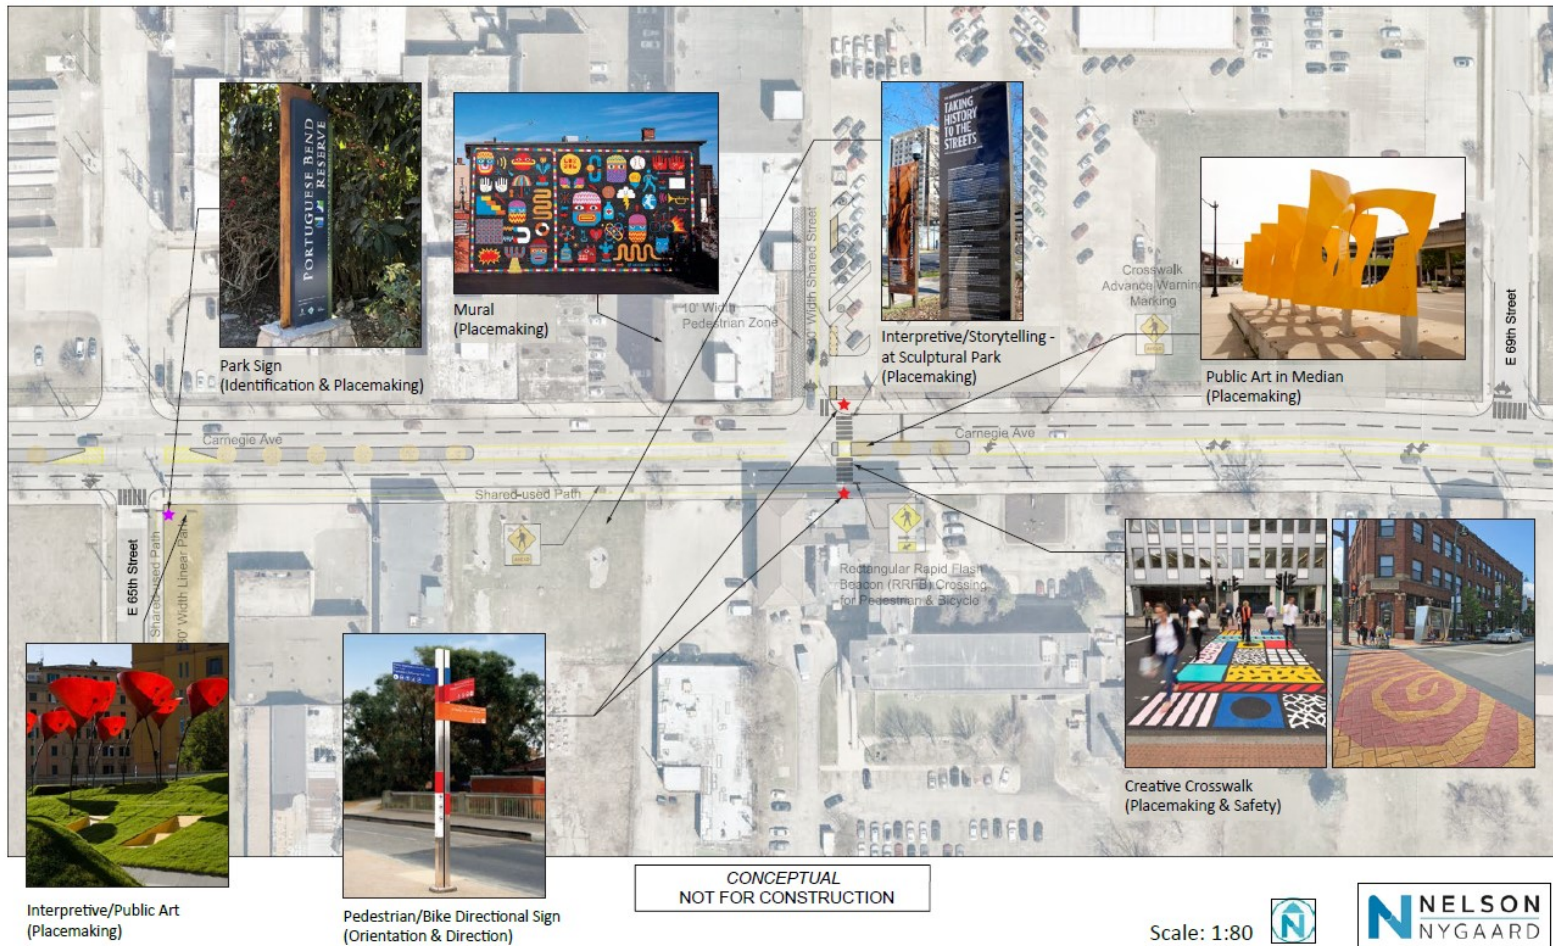 PORTUGUESE BEND
RESERVE
Park Sign
(Identification & Placemaking)
Mural
(Placemaking)
10' Width
Pedestrian Zone
Width Shared Street
TAKING
HISTORY
TO THE
STREETS
Interpretive/Storytelling -
at Sculptural Park
(Placemaking)
Crosswalk
Advance Warning
Marking
Public Art in Median
(Placemaking)
E 69th Street
Carnegie Ave
Carnegie Ave
Shared-used Path
E 65th Street
Shared-used Path
30' Width Linear Path
Rectangular Rapid Flash
Beacon (RRFB) Crossing
for Pedestrian & Bicycle
Creative Crosswalk
(Placemaking & Safety)
Interpretive/Public Art
(Placemaking)
Pedestrian/Bike Directional Sign
(Orientation & Direction)
CONCEPTUAL
NOT FOR CONSTRUCTION
Scale: 1:80
N NELSON
NYGAARD